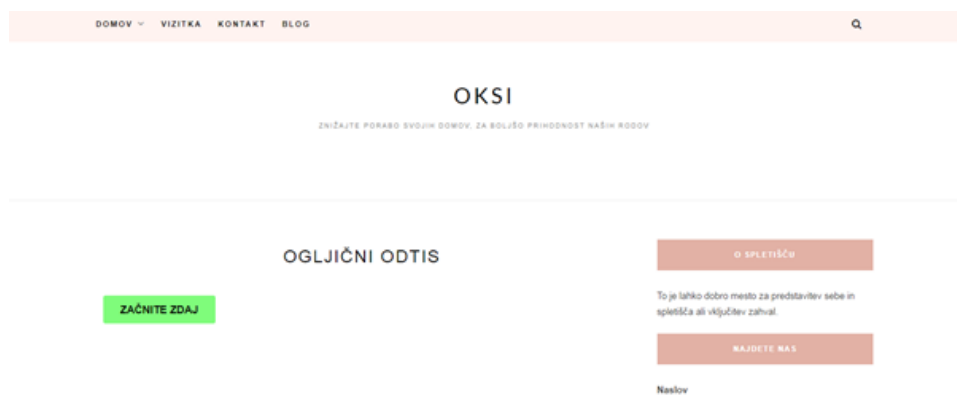 DOMOV VIZITKA KONTAKT BLOG
OKSI
ZNIŽAJTE PORABO SVOJIH DOMOV, ZA BOLJŠO PRIHODNOST NAŠIH RODOV
OGLJIČNI ODTIS
ZAČNITE ZDAJ
O SPLETIŠČU
To je lahko dobro mesto za predstavitev sebe in
spletišča ali vključitev zahval.
NAJDETE NAS
Naslov